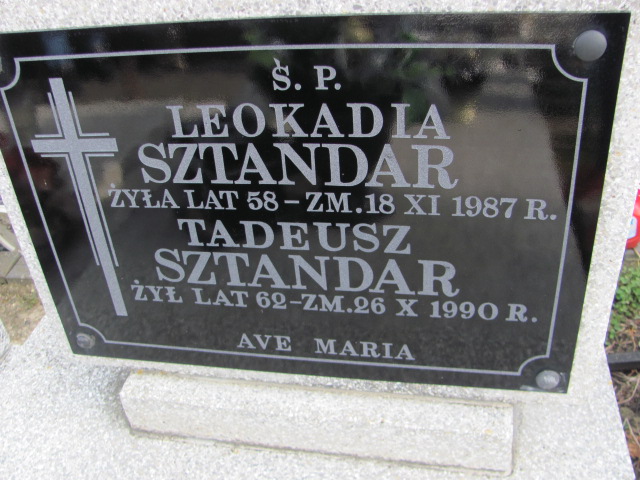 Ś. P.
LEOKADIA
SZTANDAR
ŻYŁA LAT 58 - ZM. 18 XI 1987 R.
TADEUSZ
SZTANDAR
ŻYŁ LAT 62 - ZM. 26 X 1990 R.
AVE MARIA